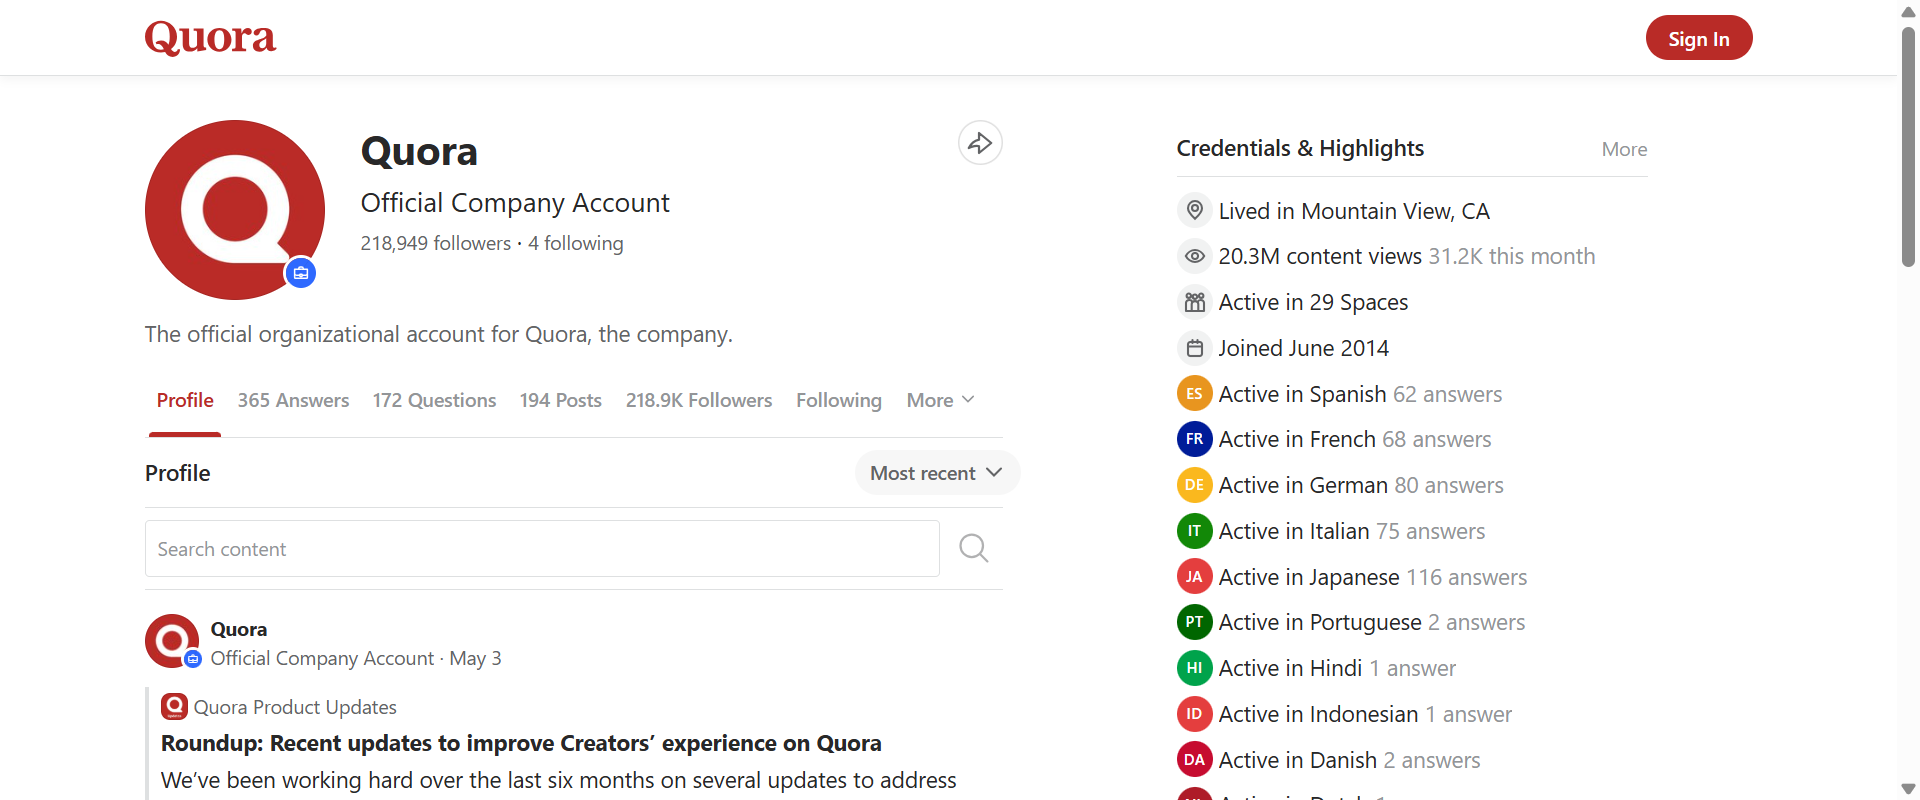 Quora
Sign In
Quora
Official Company Account
218,949 followers · 4 following
The official organizational account for Quora, the company.
Profile 365 Answers 172 Questions 194 Posts 218.9K Followers Following More
Profile
Most recent
Search content
Quora
Official Company Account · May 3
Quora Product Updates
Roundup: Recent updates to improve Creators’ experience on Quora
We’ve been working hard over the last six months on several updates to address
Credentials & Highlights
More
Lived in Mountain View, CA
20.3M content views 31.2K this month
Active in 29 Spaces
Joined June 2014
ES Active in Spanish 62 answers
FR Active in French 68 answers
DE Active in German 80 answers
IT Active in Italian 75 answers
JA Active in Japanese 116 answers
PT Active in Portuguese 2 answers
HI Active in Hindi 1 answer
ID Active in Indonesian 1 answer
DA Active in Danish 2 answers